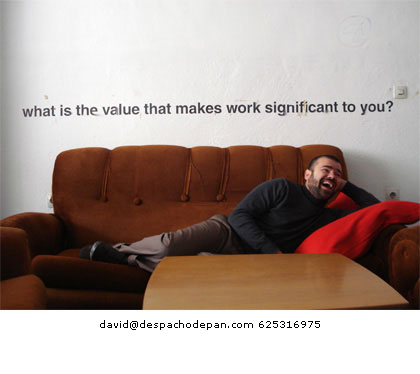 what is the value that makes work significant to you?
david@despachodepan.com 625316975